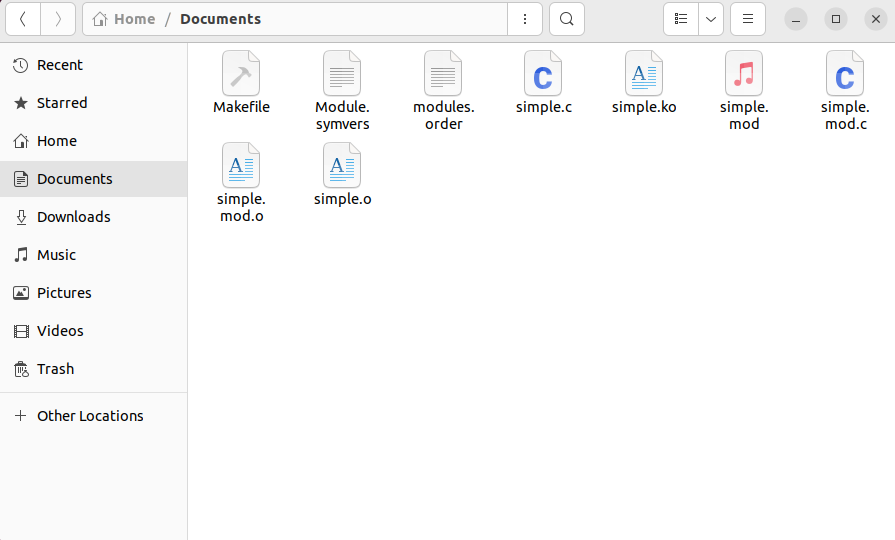 Home / Documents
Recent
Starred
Home
Documents
Downloads
Music
Pictures
Videos
Trash
Other Locations
Makefile
Module.
symvers
modules.
order
simple.c
simple.ko
simple.
mod
simple.
mod.c
simple.
mod.o
simple.o